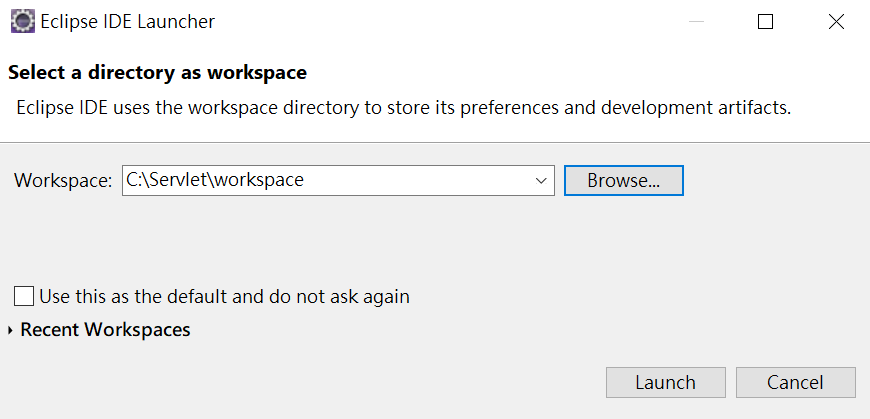 Eclipse IDE Launcher
Select a directory as workspace
Eclipse IDE uses the workspace directory to store its preferences and development artifacts.
Workspace: C:\Servlet\workspace Browse...
Use this as the default and do not ask again
Recent Workspaces
Launch Cancel